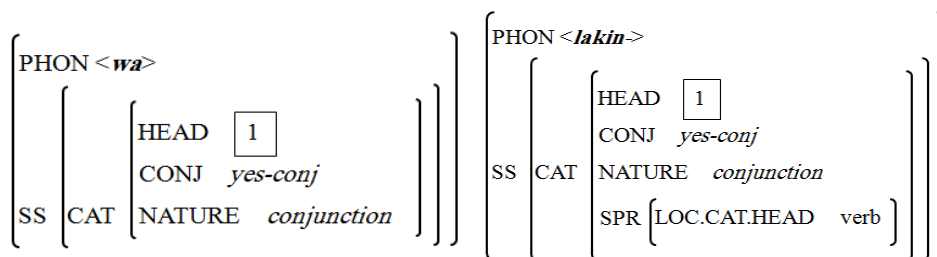 PHON <wa>
HEAD 1
CONJ yes-conj
SS CAT NATURE conjunction
PHON <lakin->
HEAD 1
CONJ yes-conj
SS CAT NATURE conjunction
SPR LOC.CAT.HEAD verb